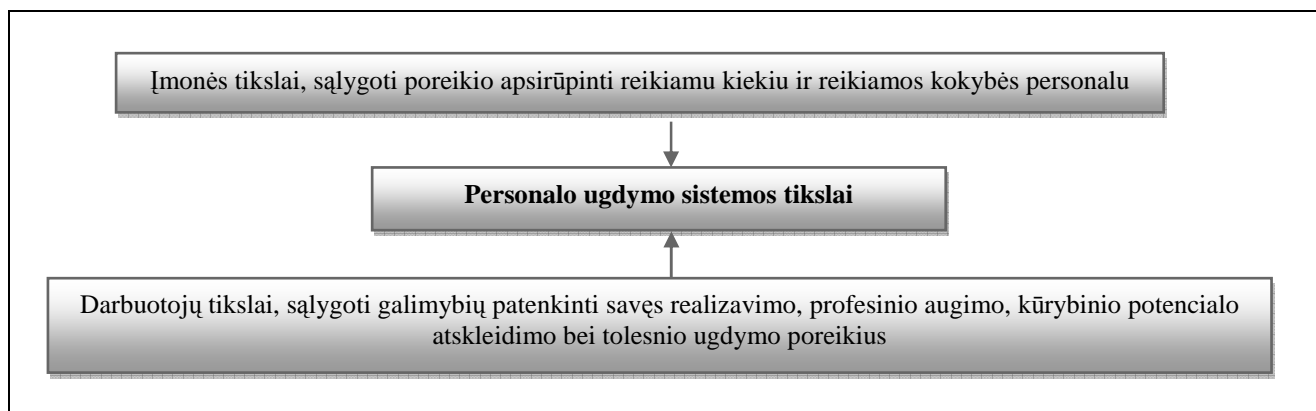 Įmonės tikslai, sąlygoti poreikio apsirūpinti reikiamu kiekiu ir reikiamos kokybės personalu
Personalo ugdymo sistemos tikslai
Darbuotojų tikslai, sąlygoti galimybių patenkinti savęs realizavimo, profesinio augimo, kūrybinio potencialo
atskleidimo bei tolesnio ugdymo poreikius